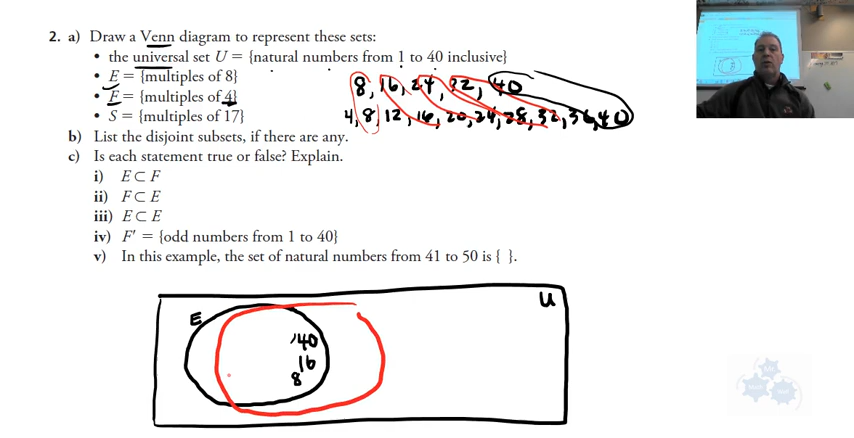 2. a) Draw a Venn diagram to represent these sets:
• the universal set U = {natural numbers from 1 to 40 inclusive}
• E = {multiples of 8}
8, 16, 24, 32, 40
• F = {multiples of 4}
4, 8, 12, 16, 20, 24, 28, 32, 36, 40
• S = {multiples of 17}
b) List the disjoint subsets, if there are any.
c) Is each statement true or false? Explain.
i) E ⊂ F
ii) F ⊂ E
iii) E ⊂ E
iv) F′ = {odd numbers from 1 to 40}
v) In this example, the set of natural numbers from 41 to 50 is { }.
U
E
40
16
8